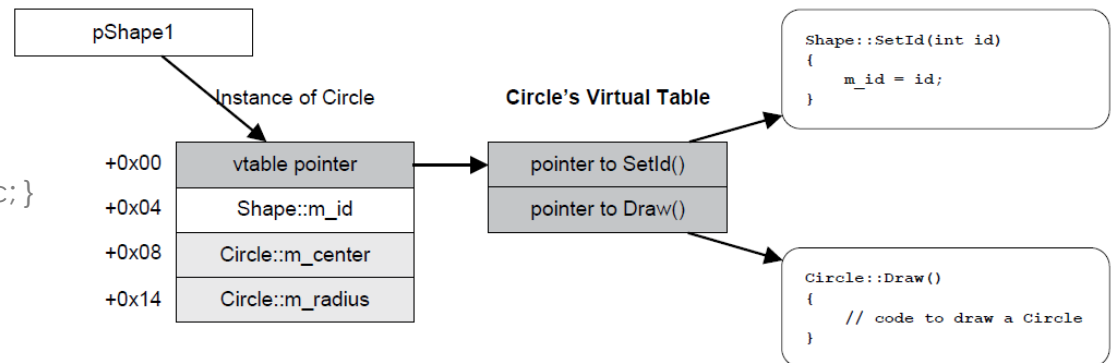 pShape1
Instance of Circle
Circle's Virtual Table
+0x00 vtable pointer
+0x04 Shape::m_id
+0x08 Circle::m_center
+0x14 Circle::m_radius
pointer to SetId()
pointer to Draw()
Shape::SetId(int id)
{
m_id = id;
}
Circle::Draw()
{
// code to draw a Circle
}
c; }